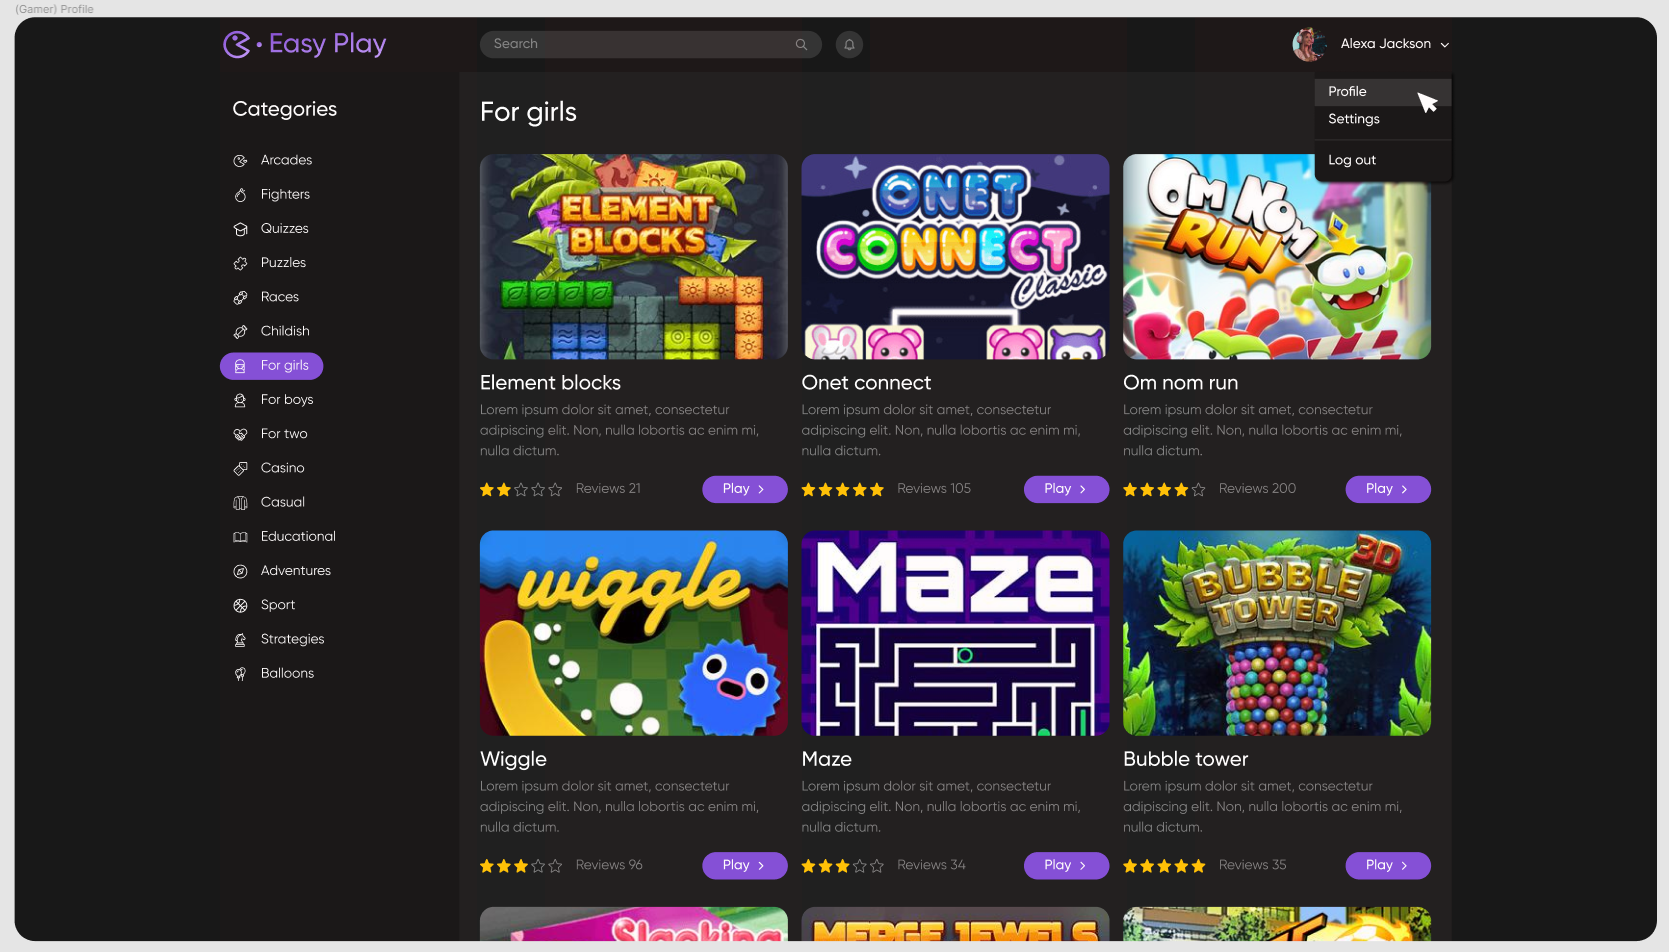 (Gamer) Profile
Easy Play
Search
Alexa Jackson
Profile
Settings
Log out
Categories
Arcades
Fighters
Quizzes
Puzzles
Races
Childish
For girls
For boys
For two
Casino
Casual
Educational
Adventures
Sport
Strategies
Balloons
For girls
ELEMENT
BLOCKS
ONET
CONNECT
Classic
OM NOM
RUN
Element blocks
Lorem ipsum dolor sit amet, consectetur
adipiscing elit. Non, nulla lobortis ac enim mi,
nulla dictum.
Reviews 21
Play
Onet connect
Lorem ipsum dolor sit amet, consectetur
adipiscing elit. Non, nulla lobortis ac enim mi,
nulla dictum.
Reviews 105
Play
Om nom run
Lorem ipsum dolor sit amet, consectetur
adipiscing elit. Non, nulla lobortis ac enim mi,
nulla dictum.
Reviews 200
Play
wiggle
Maze
3D
BUBBLE
TOWER
Wiggle
Lorem ipsum dolor sit amet, consectetur
adipiscing elit. Non, nulla lobortis ac enim mi,
nulla dictum.
Reviews 96
Play
Maze
Lorem ipsum dolor sit amet, consectetur
adipiscing elit. Non, nulla lobortis ac enim mi,
nulla dictum.
Reviews 34
Play
Bubble tower
Lorem ipsum dolor sit amet, consectetur
adipiscing elit. Non, nulla lobortis ac enim mi,
nulla dictum.
Reviews 35
Play
Slacking
MERGE JEWELS